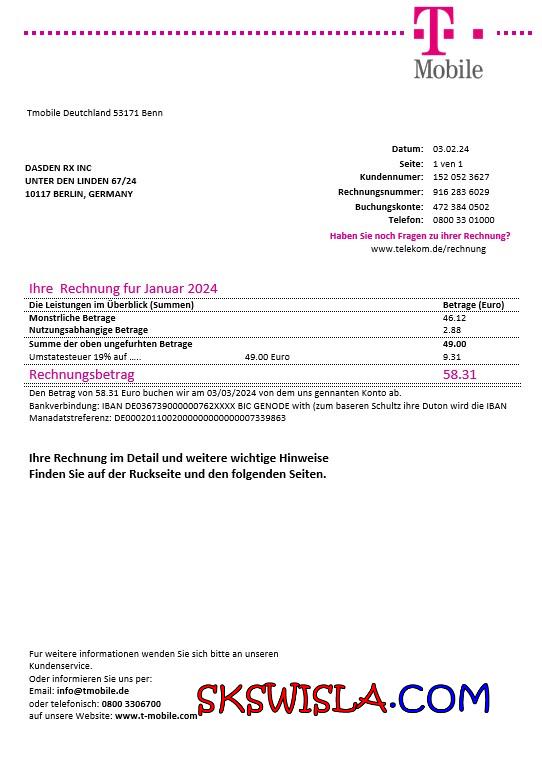 T
Mobile
Tmobile Deutchland 53171 Benn
Datum: 03.02.24
Seite: 1 ven 1
DASDEN RX INC
UNTER DEN LINDEN 67/24
10117 BERLIN, GERMANY
Kundennumer: 152 052 3627
Rechnungsnumer: 916 283 6029
Buchungskonte: 472 384 0502
Telefon: 0800 33 01000
Haben Sie noch Fragen zu ihrer Rechnung?
www.telekom.de/rechnung
Ihre Rechnung fur Januar 2024
Die Leistungen im Überblick (Summen) Betrage (Euro)
Monstrliche Betrage 46.12
Nutzungsabhangige Betrage 2.88
Summe der oben ungefurhten Betrage 49.00
Umstatesteuer 19% auf ..... 49.00 Euro 9.31
Rechnungsbetrag 58.31
Den Betrag von 58.31 Euro buchen wir am 03/03/2024 von dem uns gennanten Konto ab.
Bankverbindung: IBAN DE03673900000762XXXX BIC GENODE with (zum baseren Schultz ihre Duton wird die IBAN
Manadatstreferenz: DE0002011002000000000000007339863
Ihre Rechnung im Detail und weitere wichtige Hinweise
Finden Sie auf der Ruckseite und den folgenden Seiten.
Fur weitere informationen wenden Sie sich bitte an unseren
Kundenservice.
Oder informieren Sie uns per:
Email: info@tmobile.de
oder telefonisch: 0800 3306700
auf unsere Website: www.t-mobile.com
SKSWISLA.COM